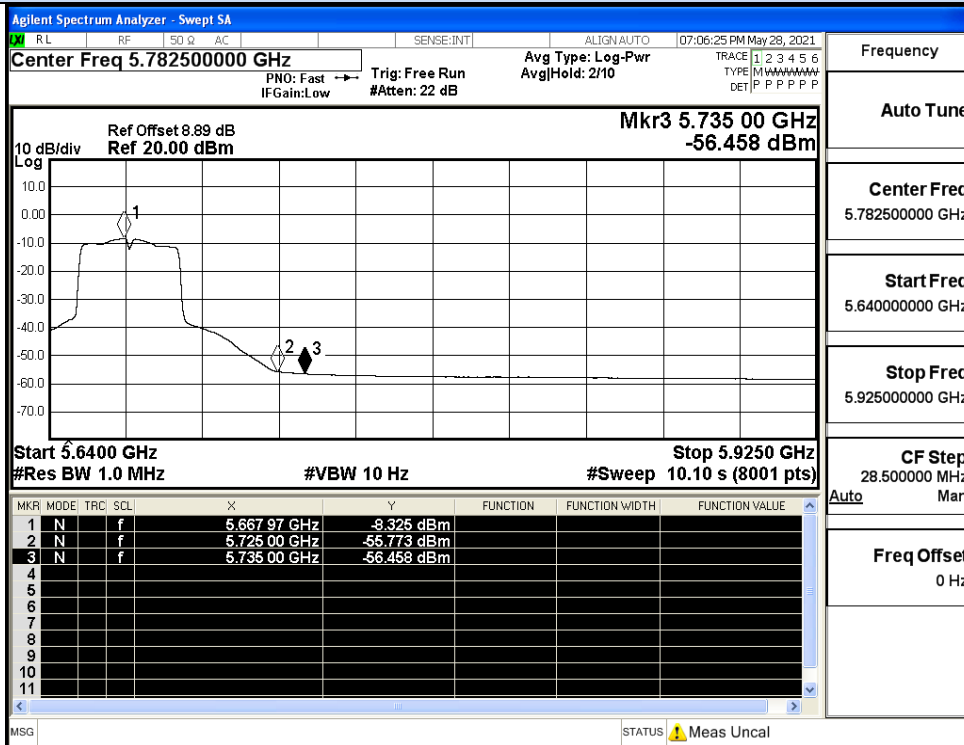 Agilent Spectrum Analyzer - Swept SA
LXI RL RF 50 Ω AC SENSE:INT ALIGN AUTO 07:06:25 PM May 28, 2021
Center Freq 5.782500000 GHz
PNO: Fast Trig: Free Run Avg Type: Log-Pwr TRACE 1 2 3 4 5 6
IFGain:Low #Atten: 22 dB Avg|Hold: 2/10 TYPE M WWWWW
DET P P P P P P
Ref Offset 8.89 dB Mkr3 5.735 00 GHz
10 dB/div Ref 20.00 dBm -56.458 dBm
Log
10.0
0.00
-10.0
-20.0
-30.0
-40.0
-50.0
-60.0
-70.0
1
2
3
Start 5.6400 GHz Stop 5.9250 GHz
#Res BW 1.0 MHz #VBW 10 Hz #Sweep 10.10 s (8001 pts)
MKR MODE TRC SCL X Y FUNCTION FUNCTION WIDTH FUNCTION VALUE
1 N f 5.667 97 GHz -8.325 dBm
2 N f 5.725 00 GHz -55.773 dBm
3 N f 5.735 00 GHz -56.458 dBm
4
5
6
7
8
9
10
11
MSG STATUS Meas Uncal
Frequency
Auto Tune
Center Freq
5.782500000 GHz
Start Freq
5.640000000 GHz
Stop Freq
5.925000000 GHz
CF Step
28.500000 MHz
Auto Man
Freq Offset
0 Hz